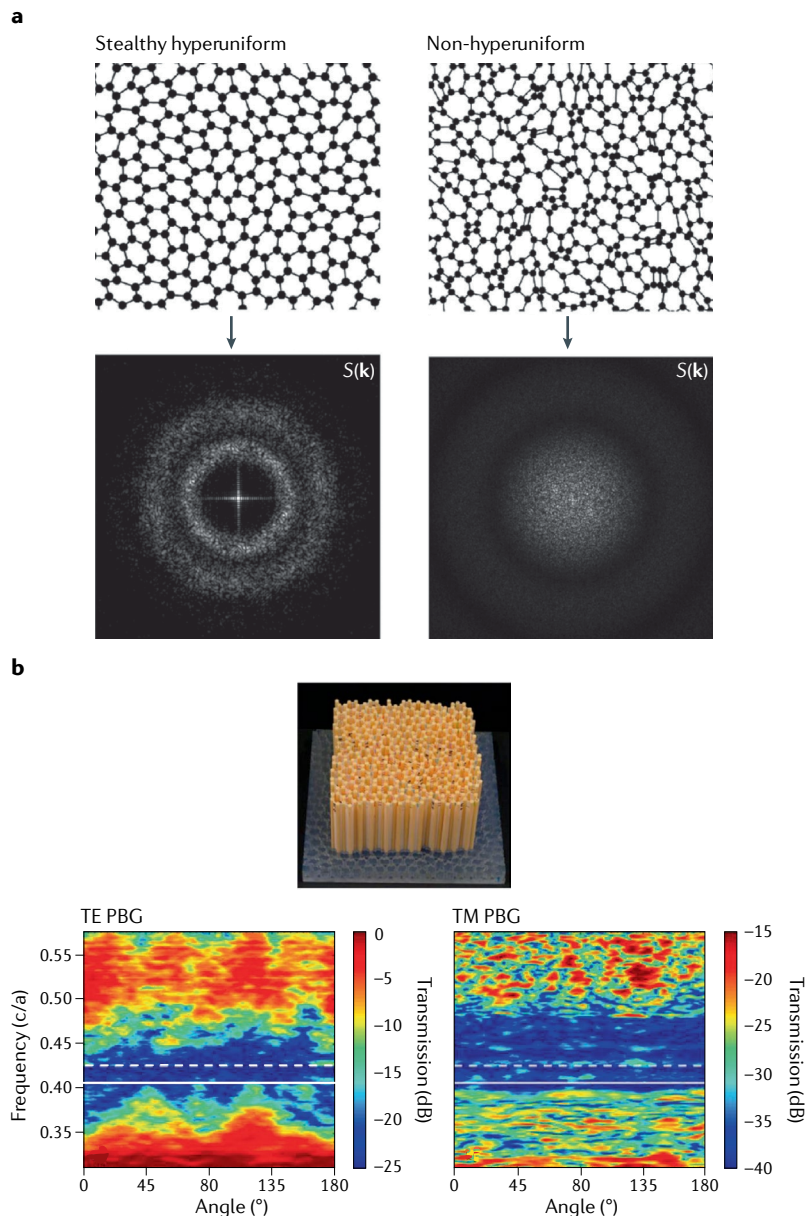 a
Stealthy hyperuniform
Non-hyperuniform
S(k)
S(k)
b
TE PBG
TM PBG
Frequency (c/a)
0.55
0.50
0.45
0.40
0.35
0
45
80
135
180
Angle (°)
0
−5
−10
−15
−20
−25
Transmission (dB)
0
45
80
135
180
Angle (°)
−15
−20
−25
−30
−35
−40
Transmission (dB)